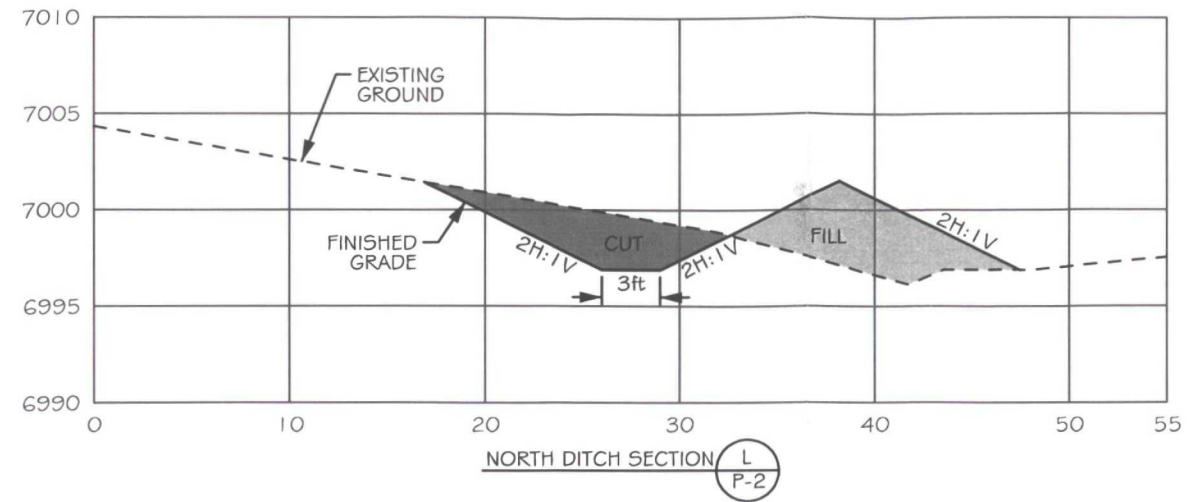 7010
EXISTING
GROUND
7005
7000
FINISHED
GRADE
2H:1V
CUT
3ft
2H:1V
FILL
2H:1V
6995
6990
0 10 20 30 40 50 55
NORTH DITCH SECTION
L
P-2